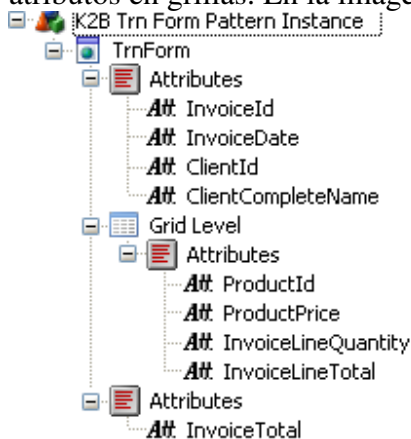 atributos en grillas. En la image
K2B Trn Form Pattern Instance
TrnForm
Attributes
Att InvoiceId
Att InvoiceDate
Att ClientId
Att ClientCompleteName
Grid Level
Attributes
Att ProductId
Att ProductPrice
Att InvoiceLineQuantity
Att InvoiceLineTotal
Attributes
Att InvoiceTotal